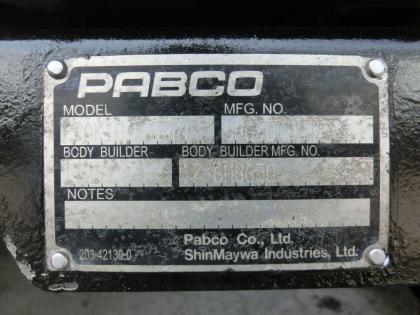 PABCO
MODEL MFG. NO.
BODY BUILDER BODY BUILDER MFG. NO.
NOTES
Pabco Co., Ltd.
203-42130-0 ShinMaywa Industries, Ltd.